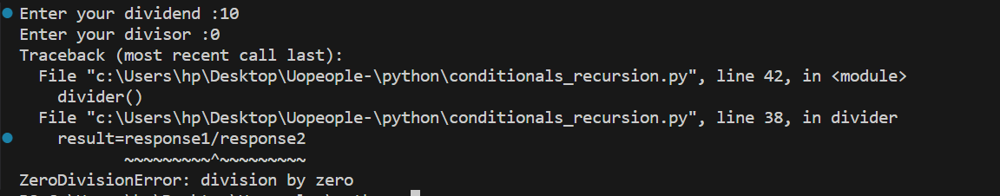 Enter your dividend :10
Enter your divisor :0
Traceback (most recent call last):
  File "c:\Users\hp\Desktop\Uopeople-\python\conditionals_recursion.py", line 42, in <module>
    divider()
  File "c:\Users\hp\Desktop\Uopeople-\python\conditionals_recursion.py", line 38, in divider
    result=response1/response2
           ~~~~~~~~~^~~~~~~~~~
ZeroDivisionError: division by zero